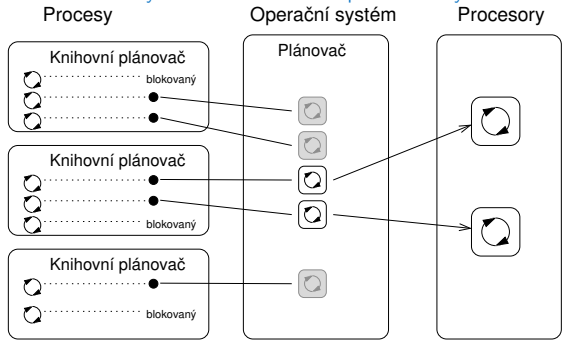 Procesy
Operační systém
Procesory
Knihovní plánovač
blokovaný
Plánovač
Knihovní plánovač
blokovaný
Knihovní plánovač
blokovaný